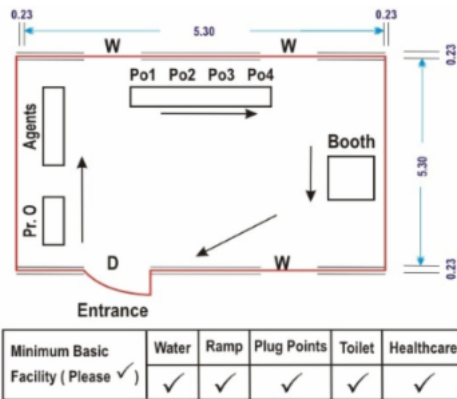 0.23 5.30 0.23
W W
0.23
Po1 Po2 Po3 Po4
Agents
Booth
5.30
Pr. O
D W
0.23
Entrance
Minimum Basic Facility ( Please ✓ ) Water Ramp Plug Points Toilet Healthcare
✓ ✓ ✓ ✓ ✓